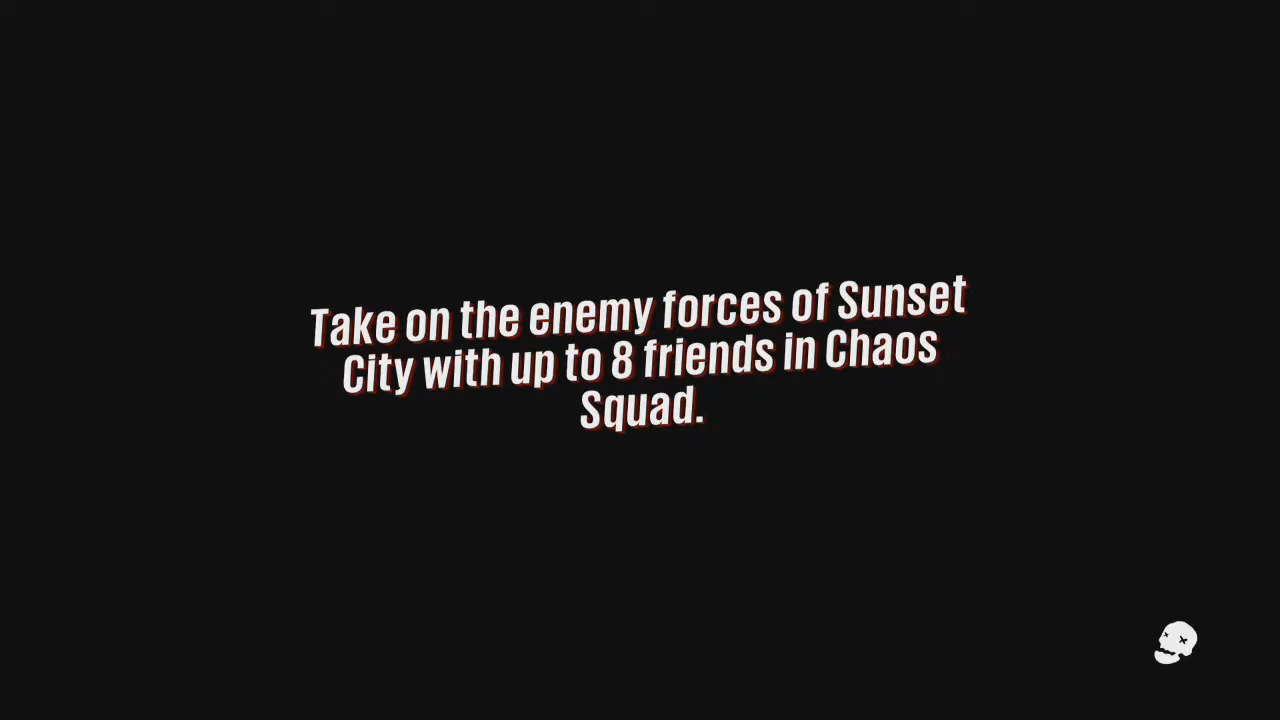 Take on the enemy forces of Sunset
City with up to 8 friends in Chaos
Squad.